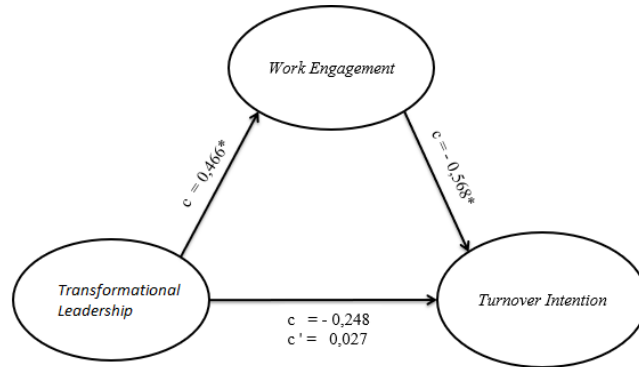 Work Engagement
c = 0,466*
c = - 0,568*
Transformational
Leadership
Turnover Intention
c = - 0,248
c ' = 0,027